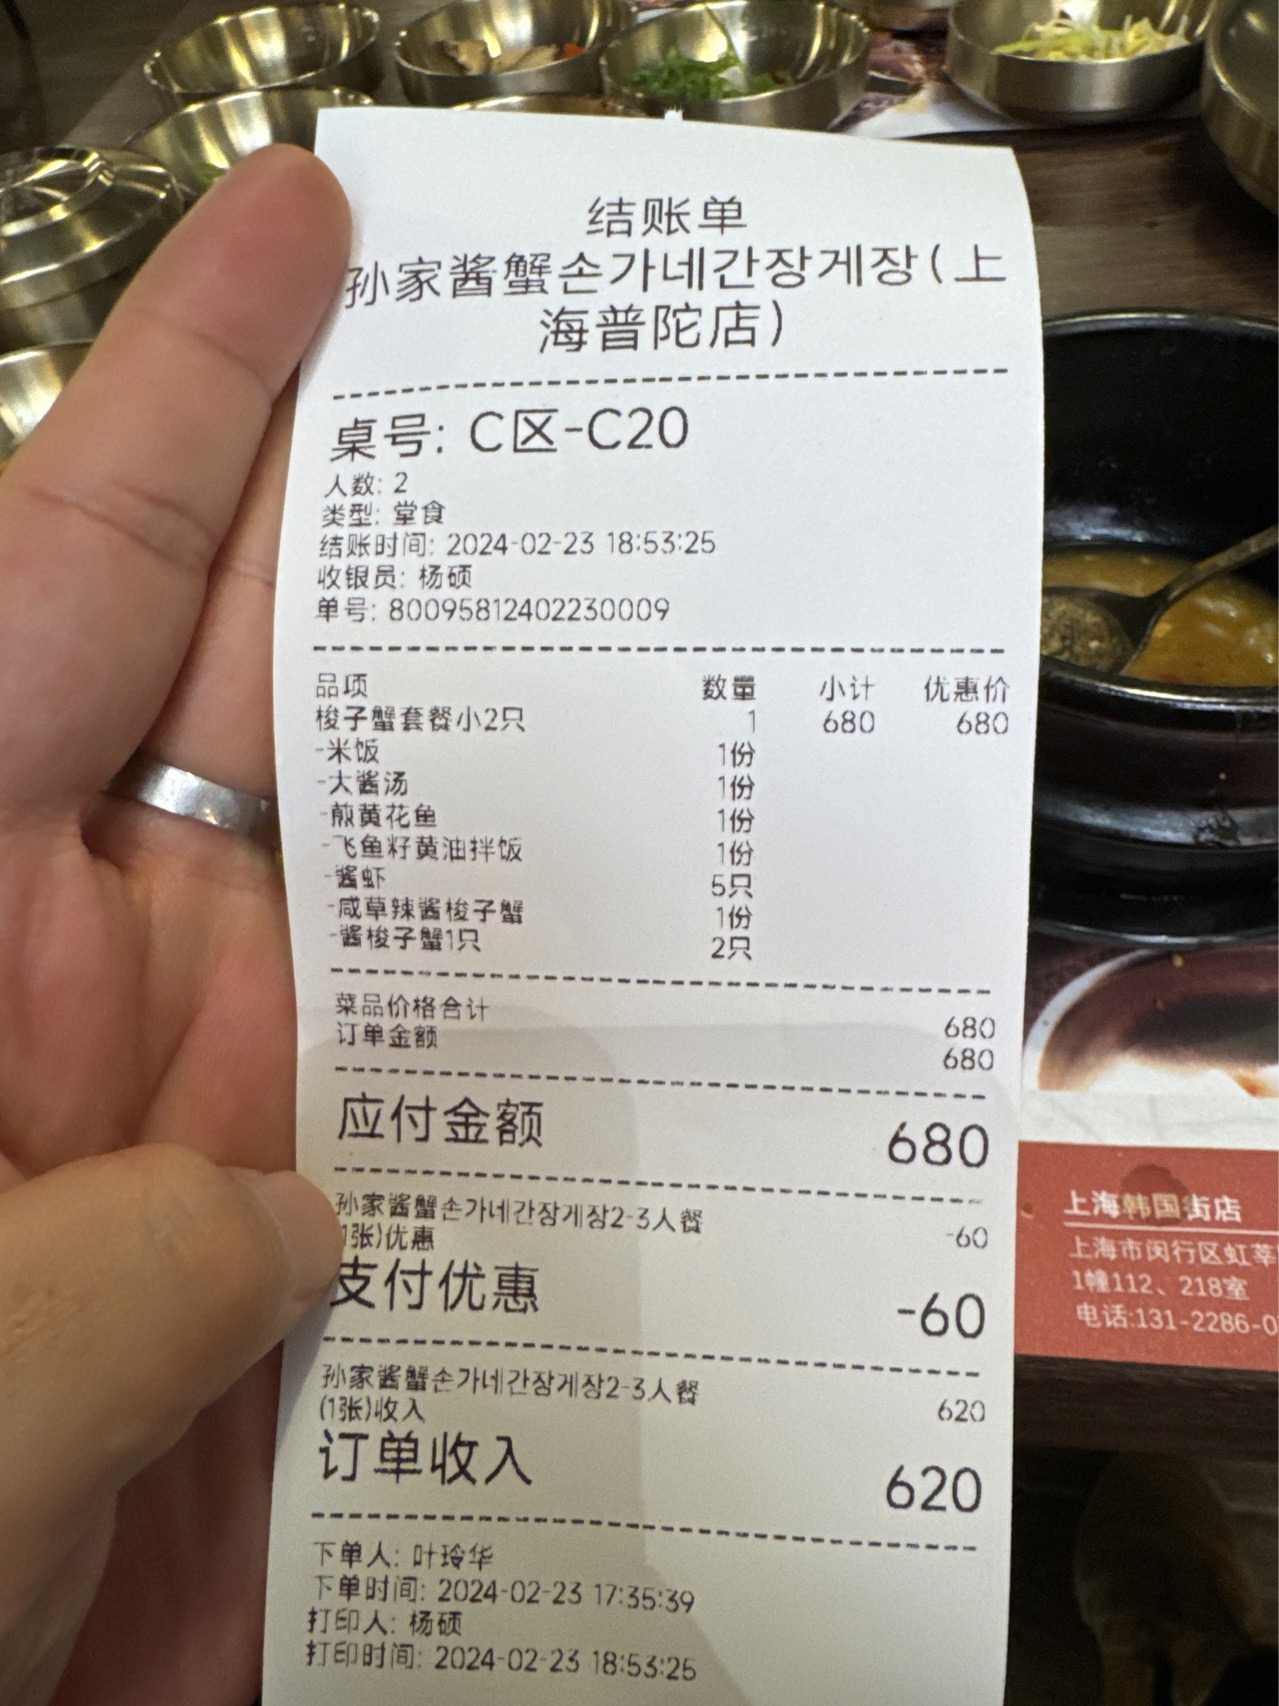 结账单
孙家酱蟹손가네간장게장(上
海普陀店)
桌号: C区-C20
人数: 2
类型: 堂食
结账时间: 2024-02-23 18:53:25
收银员: 杨硕
单号: 80095812402230009
品项 数量 小计 优惠价
梭子蟹套餐小2只 1 680 680
-米饭 1份
-大酱汤 1份
-煎黄花鱼 1份
-飞鱼籽黄油拌饭 1份
-酱虾 5只
-咸草辣酱梭子蟹 1份
-酱梭子蟹1只 2只
菜品价格合计 680
订单金额 680
应付金额 680
孙家酱蟹손가네간장게장2-3人餐 -60
(1张)优惠
支付优惠 -60
孙家酱蟹손가네간장게장2-3人餐 620
(1张)收入
订单收入 620
下单人: 叶玲华
下单时间: 2024-02-23 17:35:39
打印人: 杨硕
打印时间: 2024-02-23 18:53:25
上海韩国街店
上海市闵行区虹莘
1幢112、218室
电话:131-2286-0